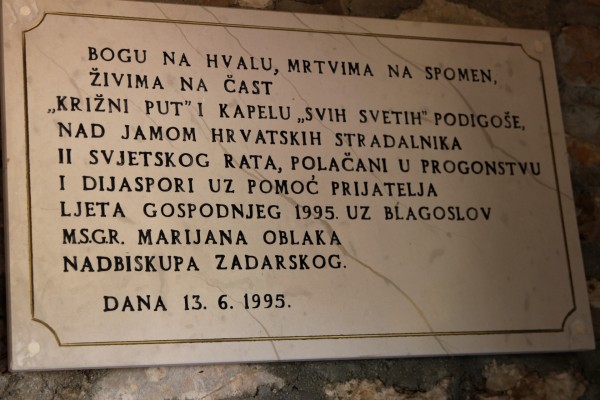 BOGU NA HVALU, MRTVIMA NA SPOMEN,
ŽIVIMA NA ČAST
„KRIŽNI PUT" I KAPELU „SVIH SVETIH" PODIGOŠE,
NAD JAMOM HRVATSKIH STRADALNIKA
II SVJETSKOG RATA, POLAČANI U PROGONSTVU
I DIJASPORI UZ POMOĆ PRIJATELJA
LJETA GOSPODNJEG 1995. UZ BLAGOSLOV
M.S.G.R. MARIJANA OBLAKA
NADBISKUPA ZADARSKOG.
DANA 13. 6. 1995.